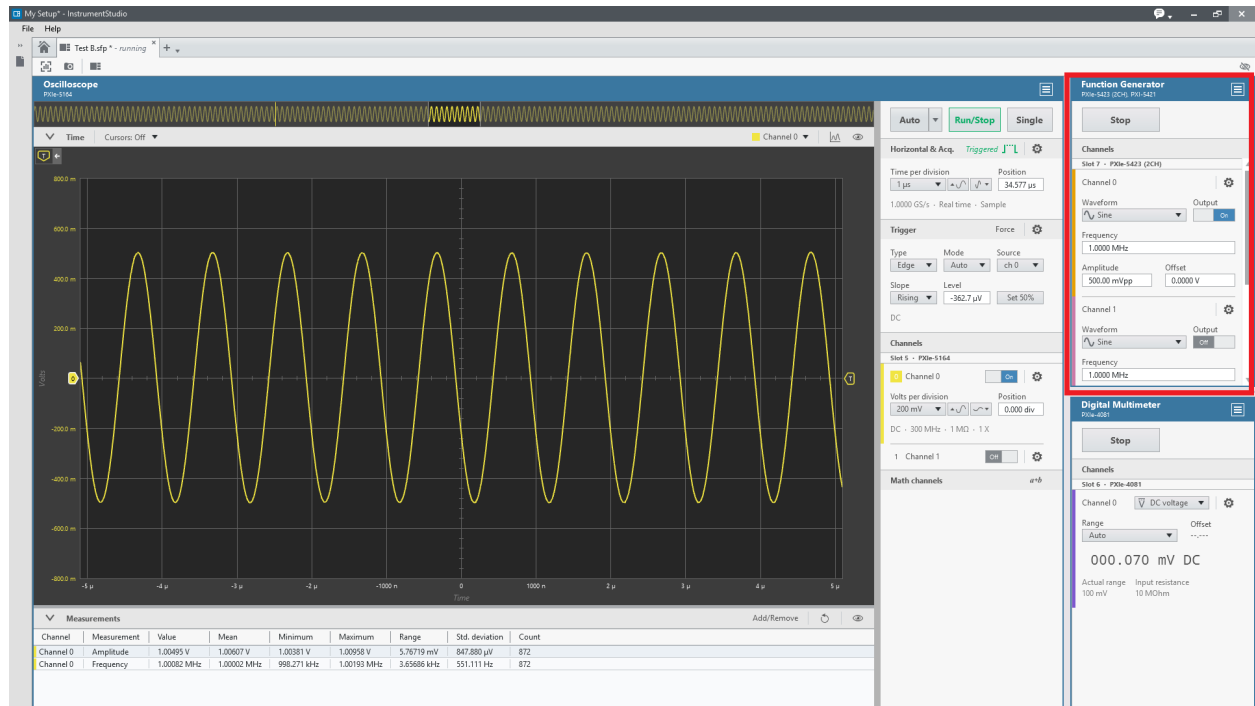 My Setup* - InstrumentStudio
File Help
Test B.sfp * - running
Oscilloscope
PXIe-5164
Time Cursors: Off Channel 0
T
800.0 m
600.0 m
400.0 m
200.0 m
Volts
0
T
-200.0 m
-400.0 m
-600.0 m
-800.0 m
-5 µ -4 µ -3 µ -2 µ -1000 n 0 1000 n 2 µ 3 µ 4 µ 5 µ
Time
Measurements Add/Remove
Channel Measurement Value Mean Minimum Maximum Range Std. deviation Count
Channel 0 Amplitude 1.00495 V 1.00607 V 1.00381 V 1.00958 V 5.76719 mV 847.880 µV 872
Channel 0 Frequency 1.00082 MHz 1.00002 MHz 998.271 kHz 1.00193 MHz 3.65686 kHz 551.111 Hz 872
Auto Run/Stop Single
Horizontal & Acq. Triggered
Time per division Position
1 µs 34.577 µs
1.0000 GS/s - Real time - Sample
Trigger Force
Type Mode Source
Edge Auto ch 0
Slope Level
Rising -362.7 µV Set 50%
DC
Channels
Slot 5 - PXIe-5164
0 Channel 0 On
Volts per division Position
200 mV 0.000 div
DC - 300 MHz - 1 MΩ - 1 X
1 Channel 1 Off
Math channels a+b
Function Generator
PXIe-5423 (2CH), PXI-5421
Stop
Channels
Slot 7 - PXIe-5423 (2CH)
Channel 0
Waveform Output
Sine On
Frequency
1.0000 MHz
Amplitude Offset
500.00 mVpp 0.0000 V
Channel 1
Waveform Output
Sine Off
Frequency
1.0000 MHz
Digital Multimeter
PXIe-4081
Stop
Channels
Slot 6 - PXIe-4081
Channel 0 DC voltage
Range Offset
Auto --.---
000.070 mV DC
Actual range Input resistance
100 mV 10 MOhm